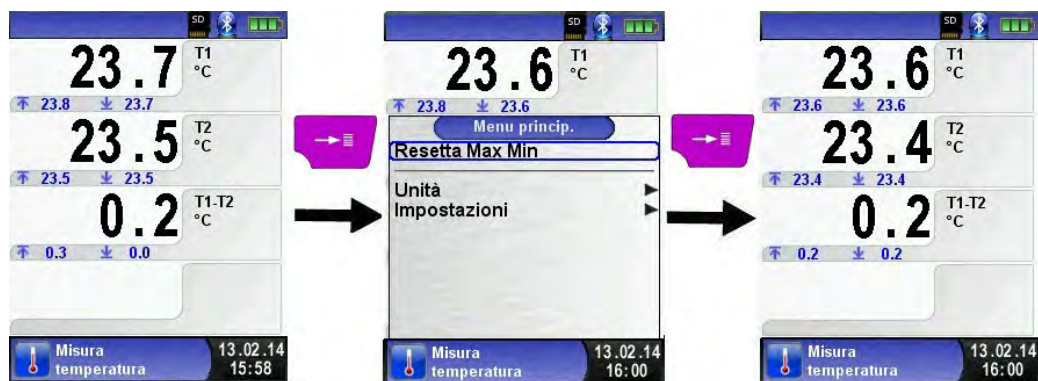 SD
23.7 T1
°C
23.8 23.7
23.5 T2
°C
23.5 23.5
0.2 T1-T2
°C
0.3 0.0
Misura
temperatura
13.02.14
15:58
SD
23.6 T1
°C
23.8 23.6
Menu princip.
Resetta Max Min
Unità
Impostazioni
Misura
temperatura
13.02.14
16:00
SD
23.6 T1
°C
23.6 23.6
23.4 T2
°C
23.4 23.4
0.2 T1-T2
°C
0.2 0.2
Misura
temperatura
13.02.14
16:00